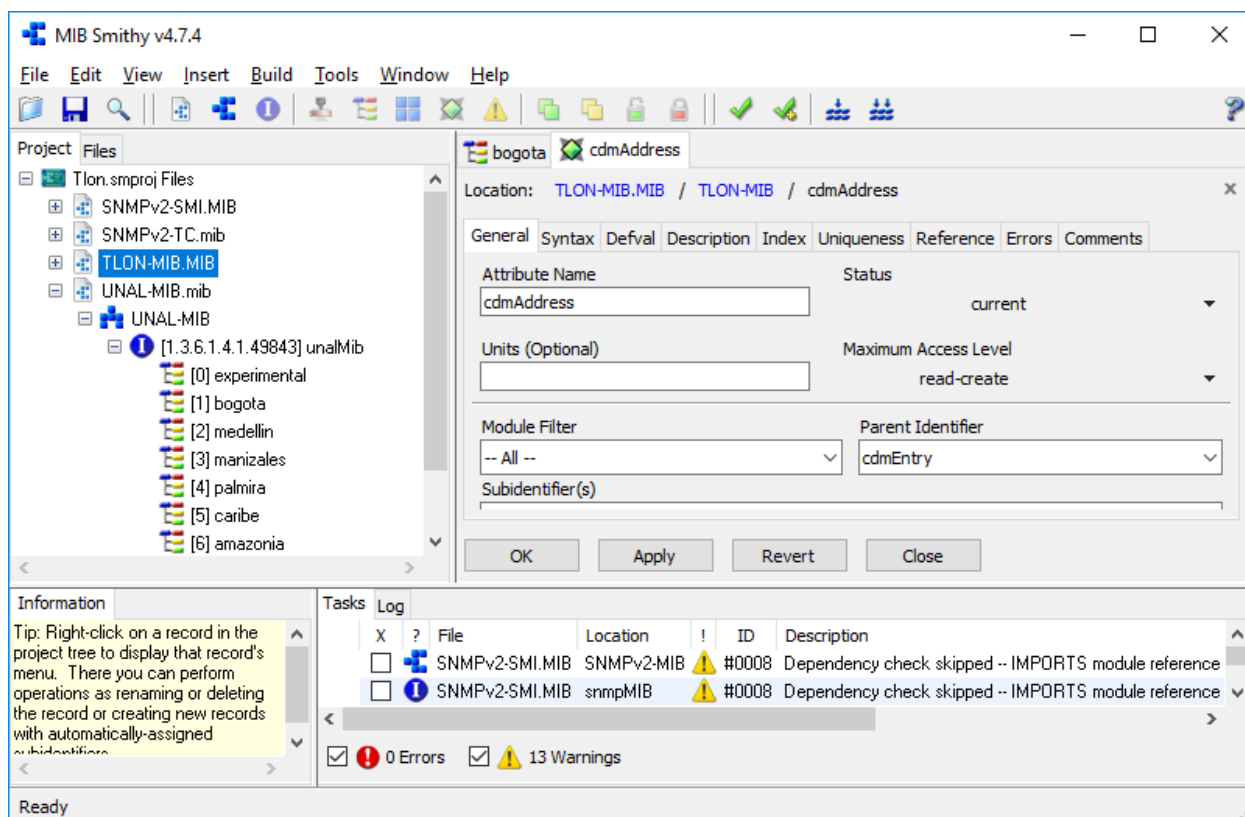 MIB Smithy v4.7.4
File Edit View Insert Build Tools Window Help
Project Files
Tlon.smproj Files
SNMPv2-SMI.MIB
SNMPv2-TC.mib
TLON-MIB.MIB
UNAL-MIB.mib
UNAL-MIB
[1.3.6.1.4.1.49843] unalMib
[0] experimental
[1] bogota
[2] medellin
[3] manizales
[4] palmira
[5] caribe
[6] amazonia
bogota cdmAddress
Location: TLON-MIB.MIB / TLON-MIB / cdmAddress
General Syntax Defval Description Index Uniqueness Reference Errors Comments
Attribute Name Status
cdmAddress current
Units (Optional) Maximum Access Level
read-create
Module Filter Parent Identifier
-- All -- cdmEntry
Subidentifier(s)
OK Apply Revert Close
Information
Tip: Right-click on a record in the
project tree to display that record's
menu. There you can perform
operations as renaming or deleting
the record or creating new records
with automatically-assigned
subidentifiers
Tasks Log
X ? File Location ! ID Description
SNMPv2-SMI.MIB SNMPv2-MIB #0008 Dependency check skipped -- IMPORTS module reference
SNMPv2-SMI.MIB snmpMIB #0008 Dependency check skipped -- IMPORTS module reference
0 Errors 13 Warnings
Ready